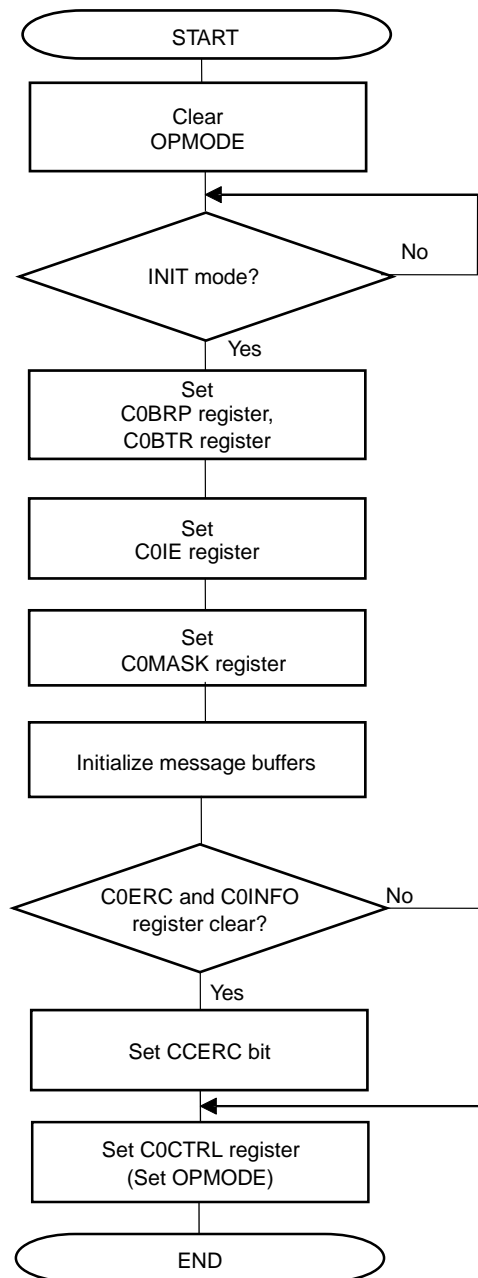 START
Clear
OPMODE
INIT mode?
No
Yes
Set
C0BRP register,
C0BTR register
Set
C0IE register
Set
C0MASK register
Initialize message buffers
C0ERC and C0INFO
register clear?
No
Yes
Set CCERC bit
Set C0CTRL register
(Set OPMODE)
END